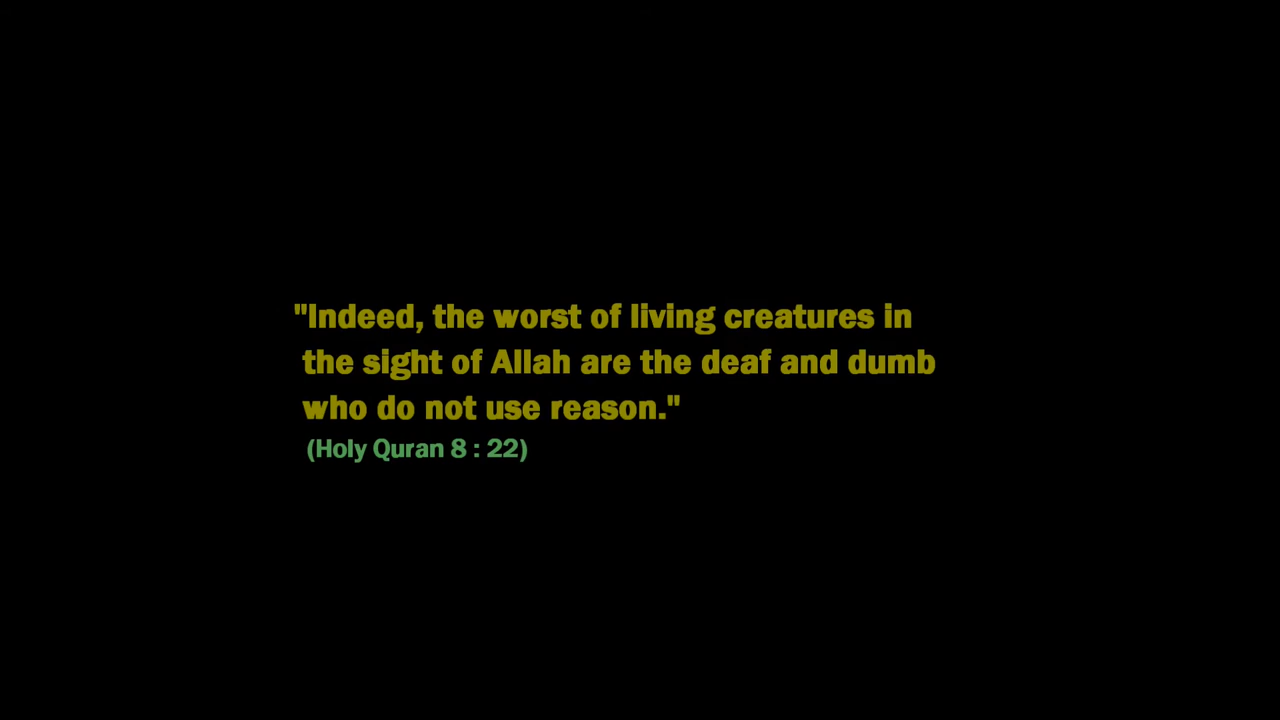 "Indeed, the worst of living creatures in
the sight of Allah are the deaf and dumb
who do not use reason."
(Holy Quran 8 : 22)